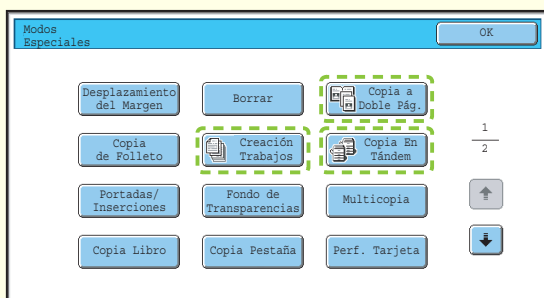 Modos
Especiales
OK
Desplazamiento
del Margen
Borrar
Copia a
Doble Pág.
Copia
de Folleto
Creación
Trabajos
Copia En
Tándem
1
2
Portadas/
Inserciones
Fondo de
Transparencias
Multicopia
Copia Libro
Copia Pestaña
Perf. Tarjeta